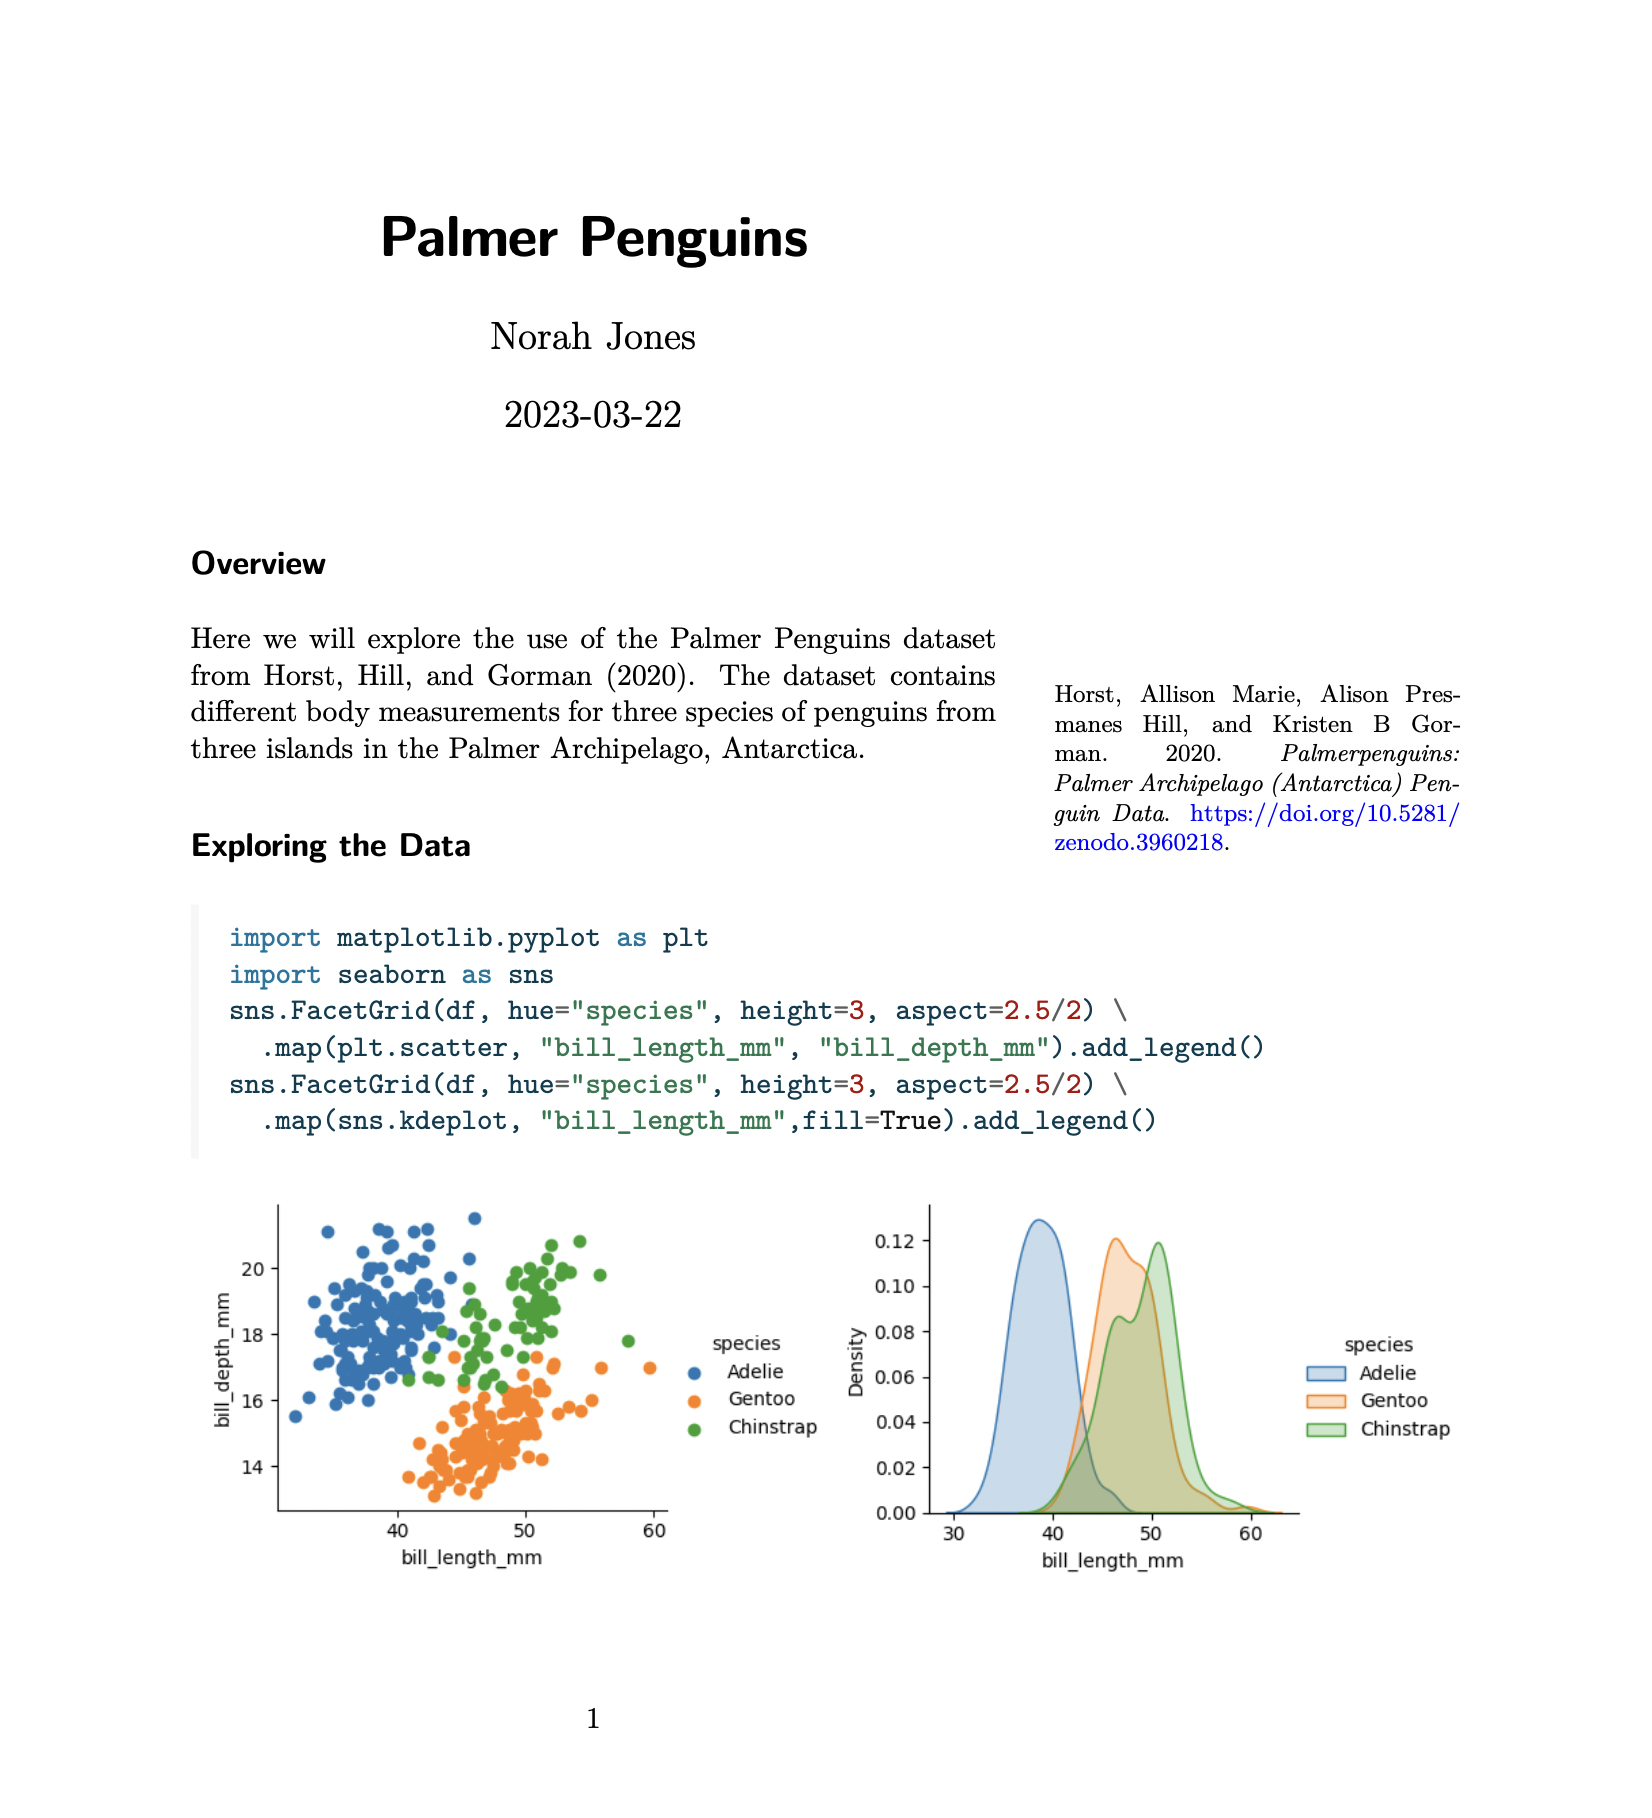 Palmer Penguins
Norah Jones
2023-03-22
Overview
Here we will explore the use of the Palmer Penguins dataset
from Horst, Hill, and Gorman (2020). The dataset contains
different body measurements for three species of penguins from
three islands in the Palmer Archipelago, Antarctica.
Horst, Allison Marie, Alison Pres-
manes Hill, and Kristen B Gor-
man. 2020. Palmerpenguins:
Palmer Archipelago (Antarctica) Pen-
guin Data. https://doi.org/10.5281/
zenodo.3960218.
Exploring the Data
import matplotlib.pyplot as plt
import seaborn as sns
sns.FacetGrid(df, hue="species", height=3, aspect=2.5/2) \
.map(plt.scatter, "bill_length_mm", "bill_depth_mm").add_legend()
sns.FacetGrid(df, hue="species", height=3, aspect=2.5/2) \
.map(sns.kdeplot, "bill_length_mm",fill=True).add_legend()
bill_depth_mm
20
18
16
14
40 50 60
bill_length_mm
species
Adelie
Gentoo
Chinstrap
Density
0.12
0.10
0.08
0.06
0.04
0.02
0.00
30 40 50 60
bill_length_mm
species
Adelie
Gentoo
Chinstrap
1